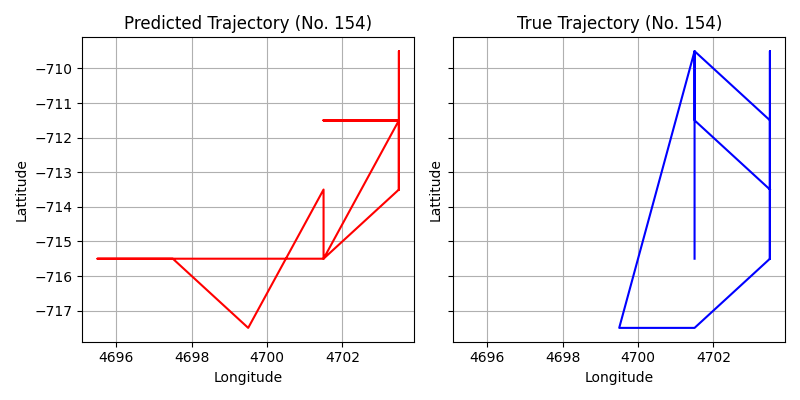 Predicted Trajectory (No. 154)
True Trajectory (No. 154)
−710
−711
−712
−713
−714
−715
−716
−717
Lattitude
Lattitude
4696 4698 4700 4702
4696 4698 4700 4702
Longitude
Longitude